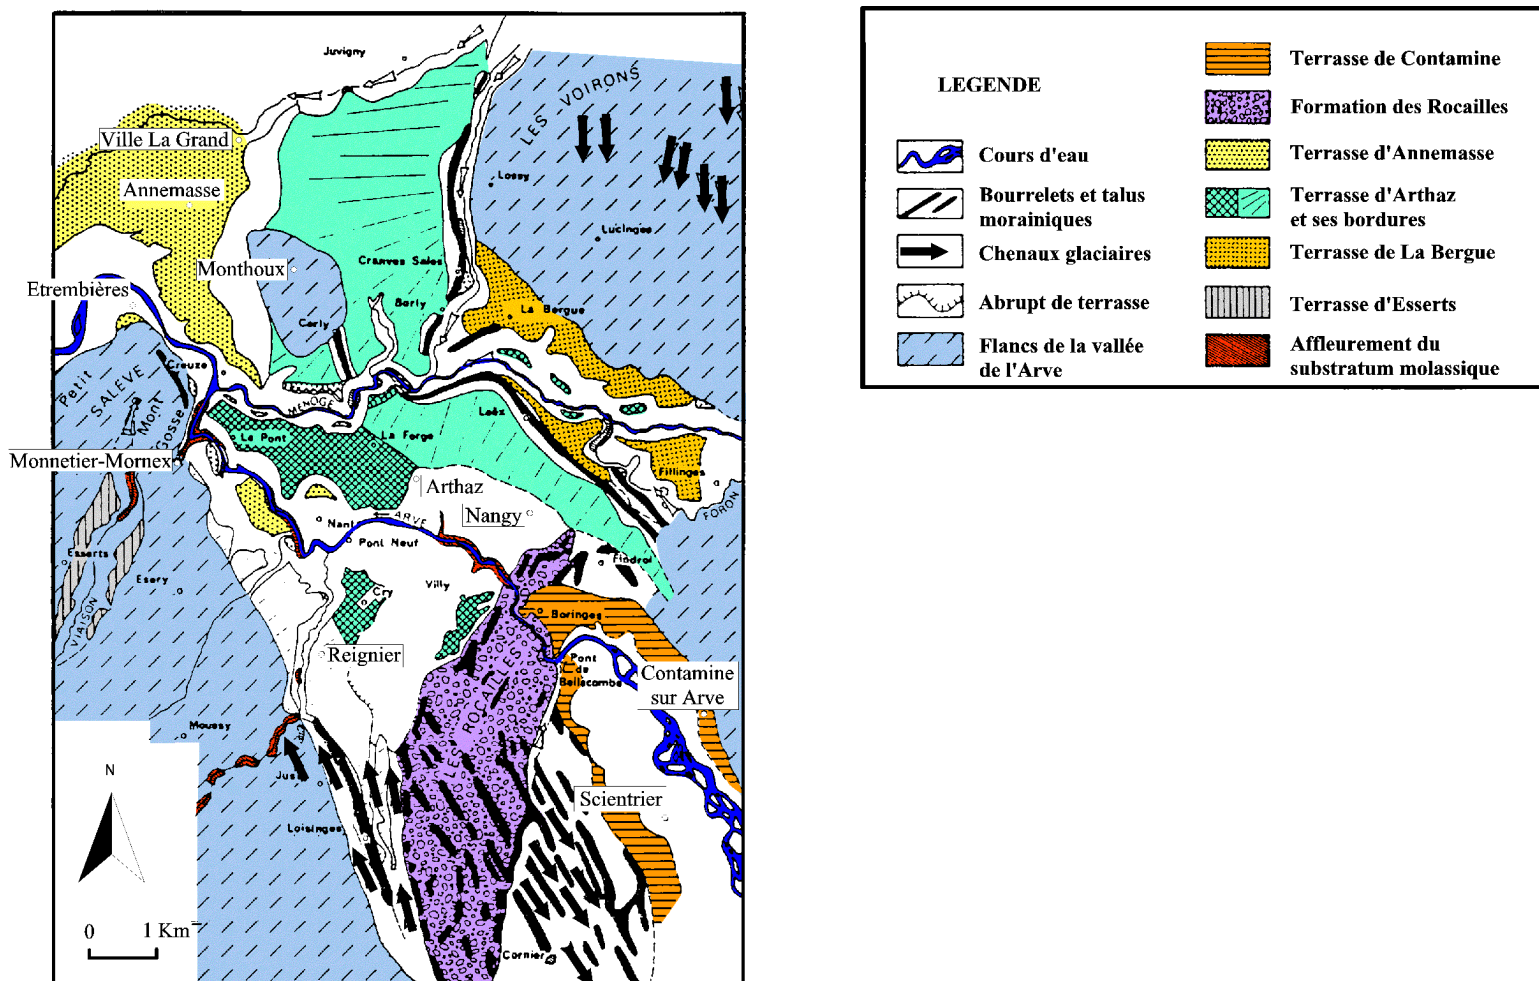 Juvigny
LES VOIRONS
Ville La Grand
Annemasse
Lossy
Lucinges
Monthoux
Cranves Sales
Etrembières
Borly
La Bergue
Carly
Creuze
Petit
SALÈVE
Mont
Gosse
MENOGE
Loëx
Le Pont
La Forge
Monnetier-Mornex
Fillinges
Arthaz
Nangy
FORON
ARVE
Nant
Pont Neuf
Findrol
Esserts
Esery
Villy
Cry
VIAISON
Boringes
Reignier
Pont
de
Bellecombe
LES ROCAILLES
Contamine
sur Arve
Moussy
Juss
Scientrier
Loisinges
N
0 1 Km
Cornier
LEGENDE
Cours d'eau
Bourrelets et talus
morainiques
Chenaux glaciaires
Abrupt de terrasse
Flancs de la vallée
de l'Arve
Terrasse de Contamine
Formation des Rocailles
Terrasse d'Annemasse
Terrasse d'Arthaz
et ses bordures
Terrasse de La Bergue
Terrasse d'Esserts
Affleurement du
substratum molassique